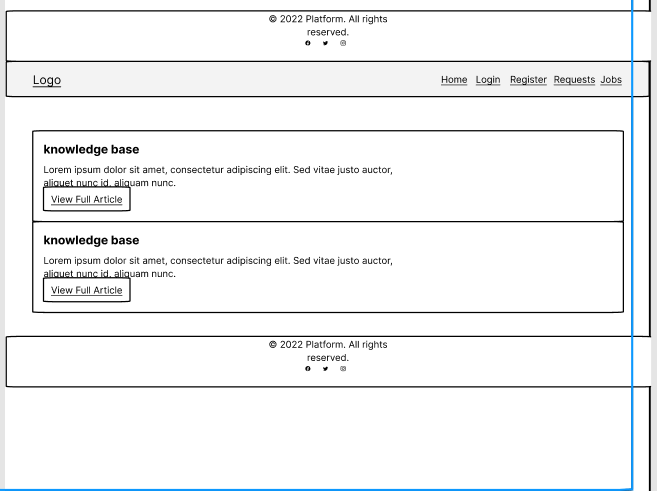 © 2022 Platform. All rights
reserved.
Logo
Home Login Register Requests Jobs
knowledge base
Lorem ipsum dolor sit amet, consectetur adipiscing elit. Sed vitae justo auctor,
aliquet nunc id, aliquam nunc.
View Full Article
knowledge base
Lorem ipsum dolor sit amet, consectetur adipiscing elit. Sed vitae justo auctor,
aliquet nunc id, aliquam nunc.
View Full Article
© 2022 Platform. All rights
reserved.